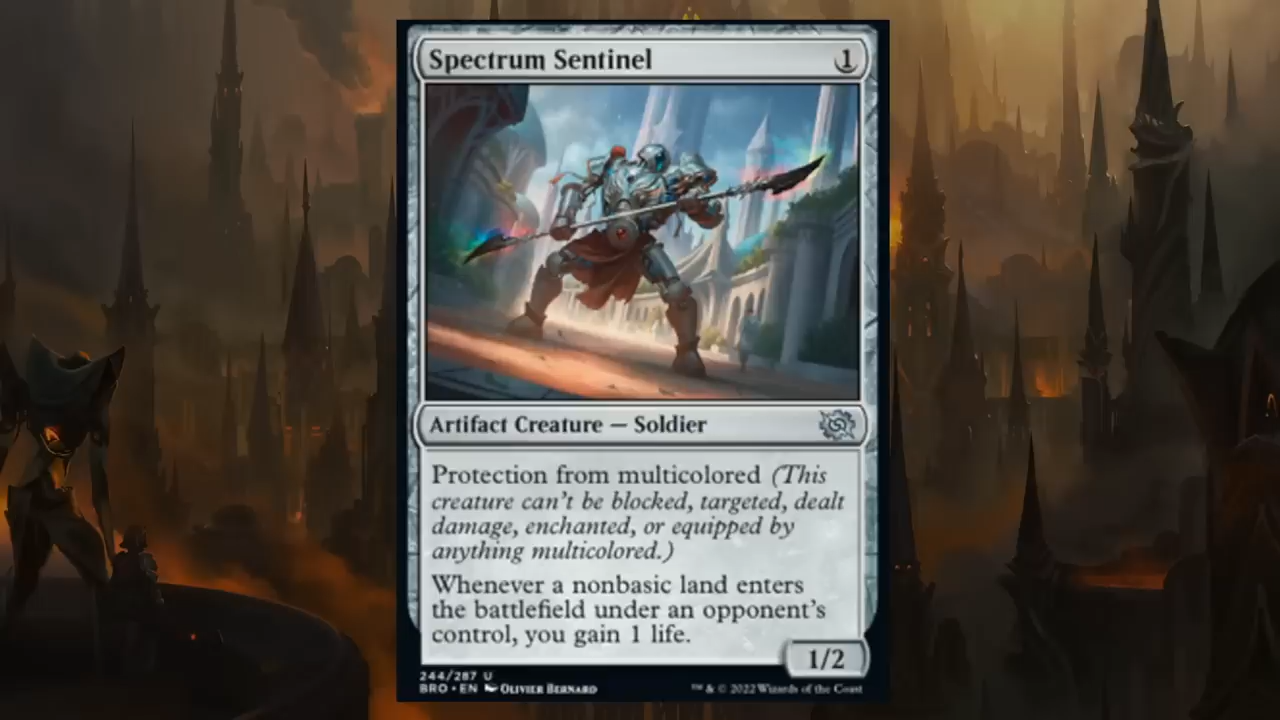 Spectrum Sentinel 1
Artifact Creature — Soldier
Protection from multicolored (This
creature can't be blocked, targeted, dealt
damage, enchanted, or equipped by
anything multicolored.)
Whenever a nonbasic land enters
the battlefield under an opponent's
control, you gain 1 life.
1/2
244/287 U
BRO • EN Olivier Bernard
™ & © 2022 Wizards of the Coast